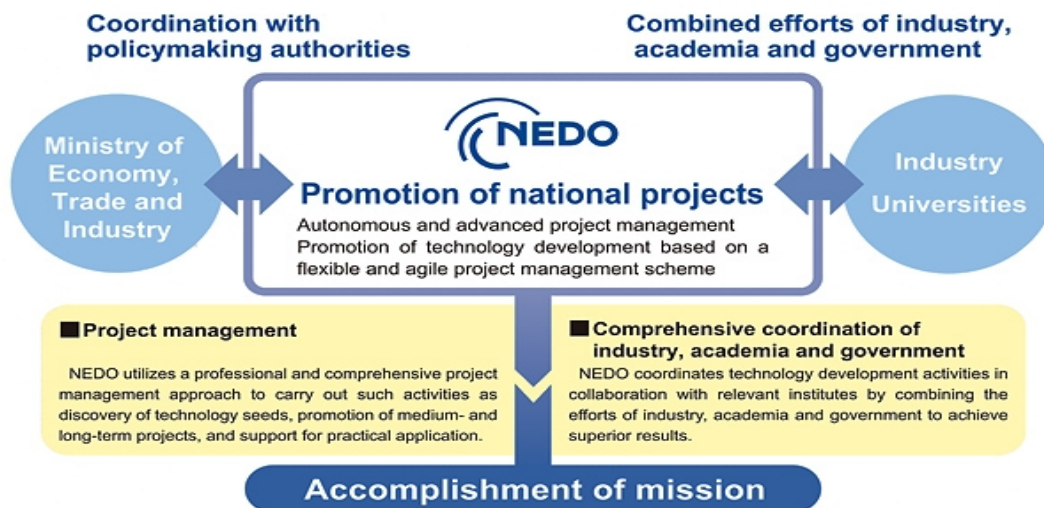 Coordination with
policymaking authorities
Combined efforts of industry,
academia and government
Ministry of
Economy,
Trade and
Industry
NEDO
Promotion of national projects
Autonomous and advanced project management
Promotion of technology development based on a
flexible and agile project management scheme
Industry
Universities
■Project management
NEDO utilizes a professional and comprehensive project
management approach to carry out such activities as
discovery of technology seeds, promotion of medium- and
long-term projects, and support for practical application.
■Comprehensive coordination of
industry, academia and government
NEDO coordinates technology development activities in
collaboration with relevant institutes by combining the
efforts of industry, academia and government to achieve
superior results.
Accomplishment of mission